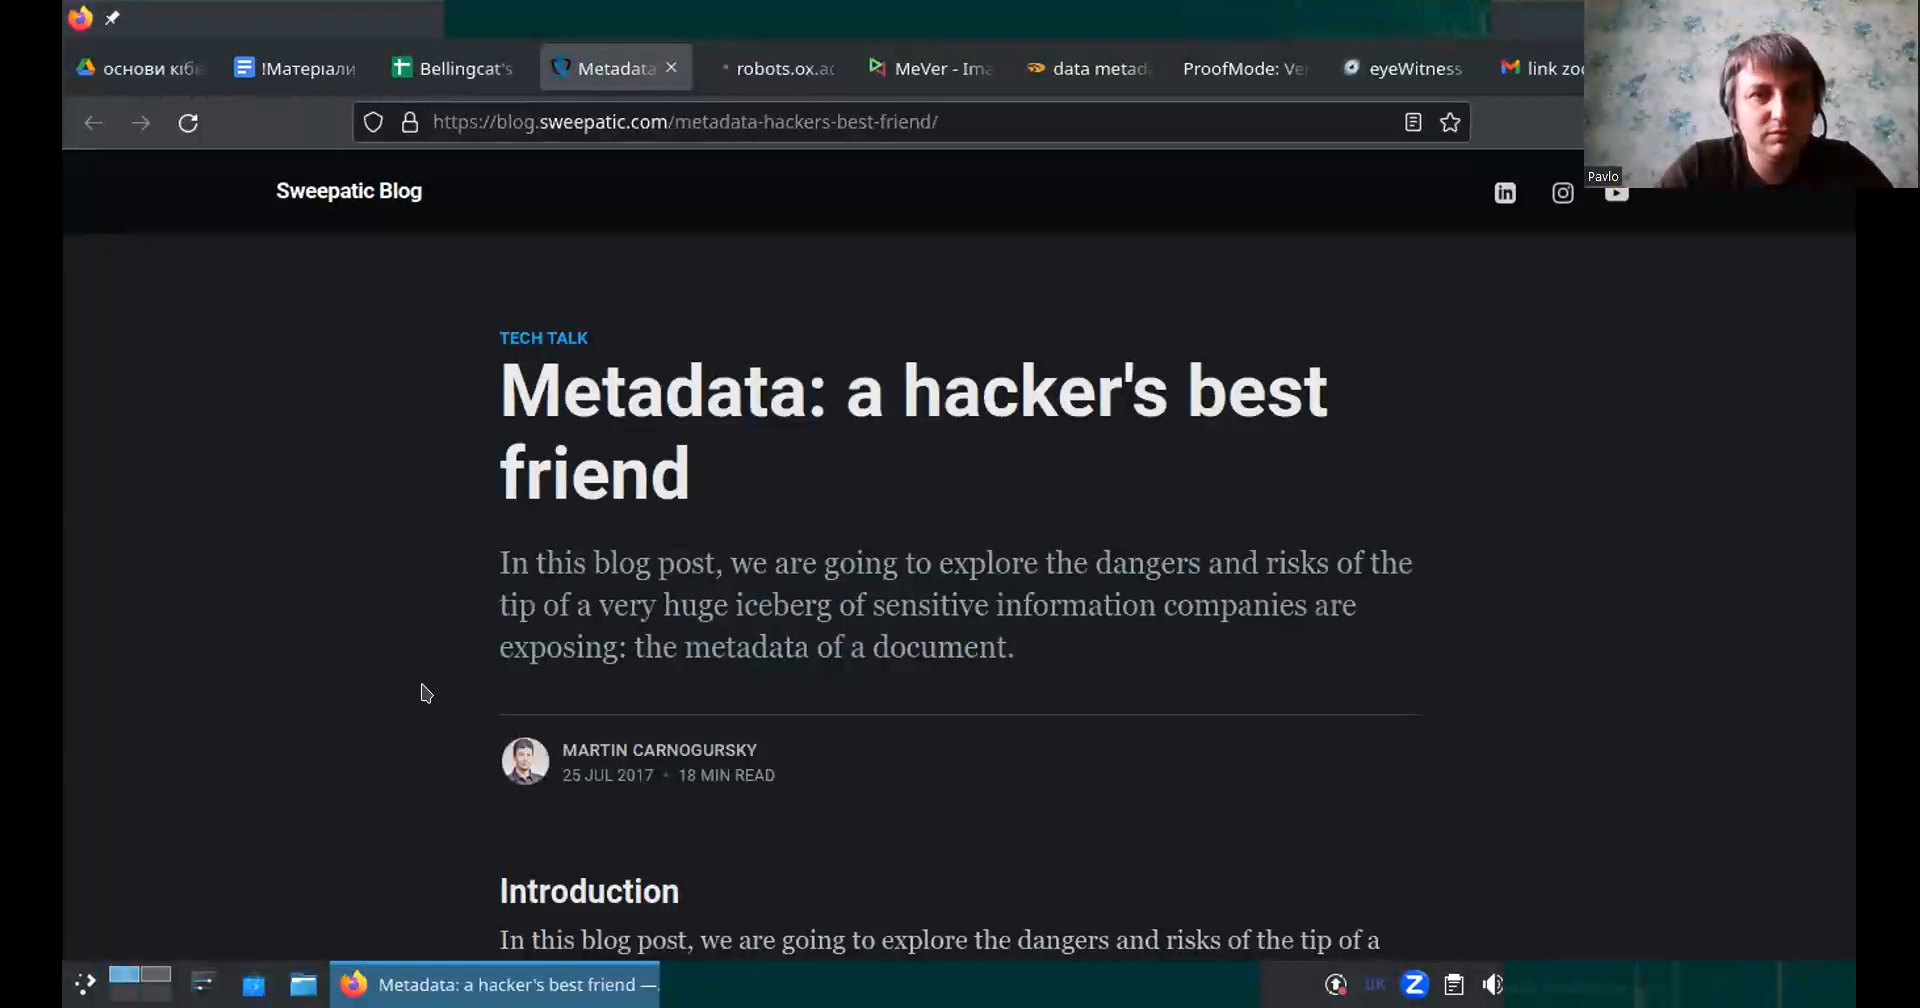 основи кіб
!Матеріали
Bellingcat's
Metadata
robots.ox.ac
MeVer - Ima
data metad
ProofMode: Ver
eyeWitness
link zoo
https://blog.sweepatic.com/metadata-hackers-best-friend/
Pavlo
Sweepatic Blog
TECH TALK
Metadata: a hacker's best
friend
In this blog post, we are going to explore the dangers and risks of the
tip of a very huge iceberg of sensitive information companies are
exposing: the metadata of a document.
MARTIN CARNOGURSKY
25 JUL 2017 • 18 MIN READ
Introduction
In this blog post, we are going to explore the dangers and risks of the tip of a
Metadata: a hacker's best friend —
UK